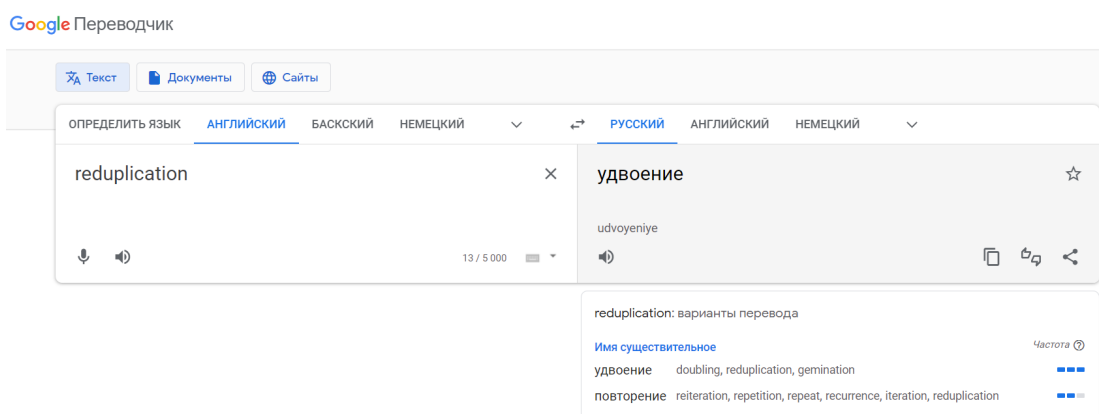 Google Переводчик
Текст Документы Сайты
ОПРЕДЕЛИТЬ ЯЗЫК АНГЛИЙСКИЙ БАСКСКИЙ НЕМЕЦКИЙ РУССКИЙ АНГЛИЙСКИЙ НЕМЕЦКИЙ
reduplication удвоение
udvoyeniye
13 / 5 000
reduplication: варианты перевода
Имя существительное Частота
удвоение doubling, reduplication, gemination
повторение reiteration, repetition, repeat, recurrence, iteration, reduplication